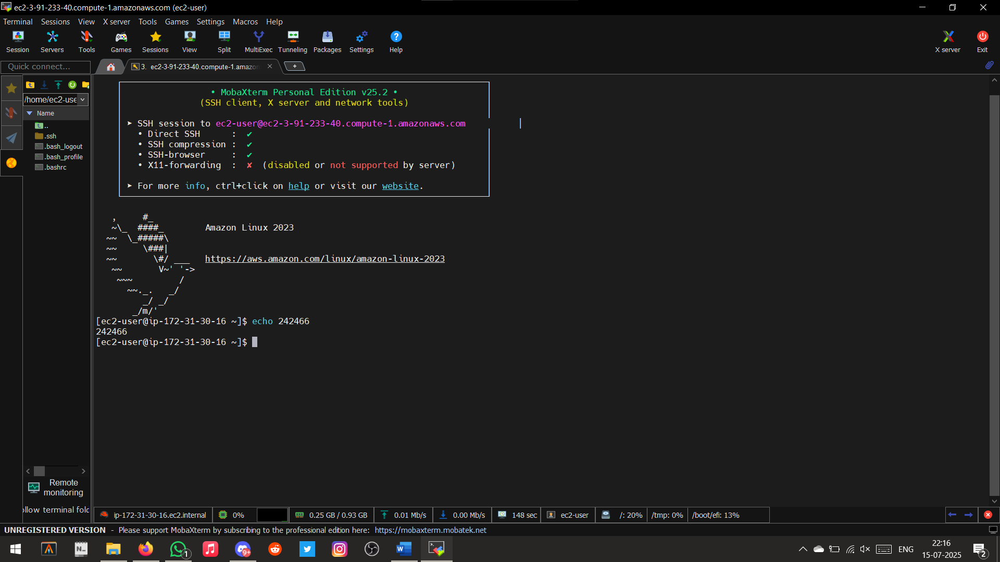 ec2-3-91-233-40.compute-1.amazonaws.com (ec2-user)
Terminal Sessions View X server Tools Games Settings Macros Help
Session Servers Tools Games Sessions View Split MultiExec Tunneling Packages Settings Help X server Exit
Quick connect...
3. ec2-3-91-233-40.compute-1.amazon
/home/ec2-use
Name
..
.ssh
.bash_logout
.bash_profile
.bashrc
• MobaXterm Personal Edition v25.2 •
(SSH client, X server and network tools)
➤ SSH session to ec2-user@ec2-3-91-233-40.compute-1.amazonaws.com
• Direct SSH : ✔
• SSH compression : ✔
• SSH-browser : ✔
• X11-forwarding : ✘ (disabled or not supported by server)
➤ For more info, ctrl+click on help or visit our website.
, #_
~\_ ####_ Amazon Linux 2023
~~ \_#####\
~~ \###|
~~ \#/ ___ https://aws.amazon.com/linux/amazon-linux-2023
~~ V~' '->
~~~ /
~~._. _/
_/ _/
_/m/'
[ec2-user@ip-172-31-30-16 ~]$ echo 242466
242466
[ec2-user@ip-172-31-30-16 ~]$
Remote
monitoring
ollow terminal fold
ip-172-31-30-16.ec2.internal 0% 0.25 GB / 0.93 GB 0.01 Mb/s 0.00 Mb/s 148 sec ec2-user /: 20% /tmp: 0% /boot/efi: 13%
UNREGISTERED VERSION - Please support MobaXterm by subscribing to the professional edition here: https://mobaxterm.mobatek.net
N_ 1 9+ W ENG
22:16
15-07-2025
2